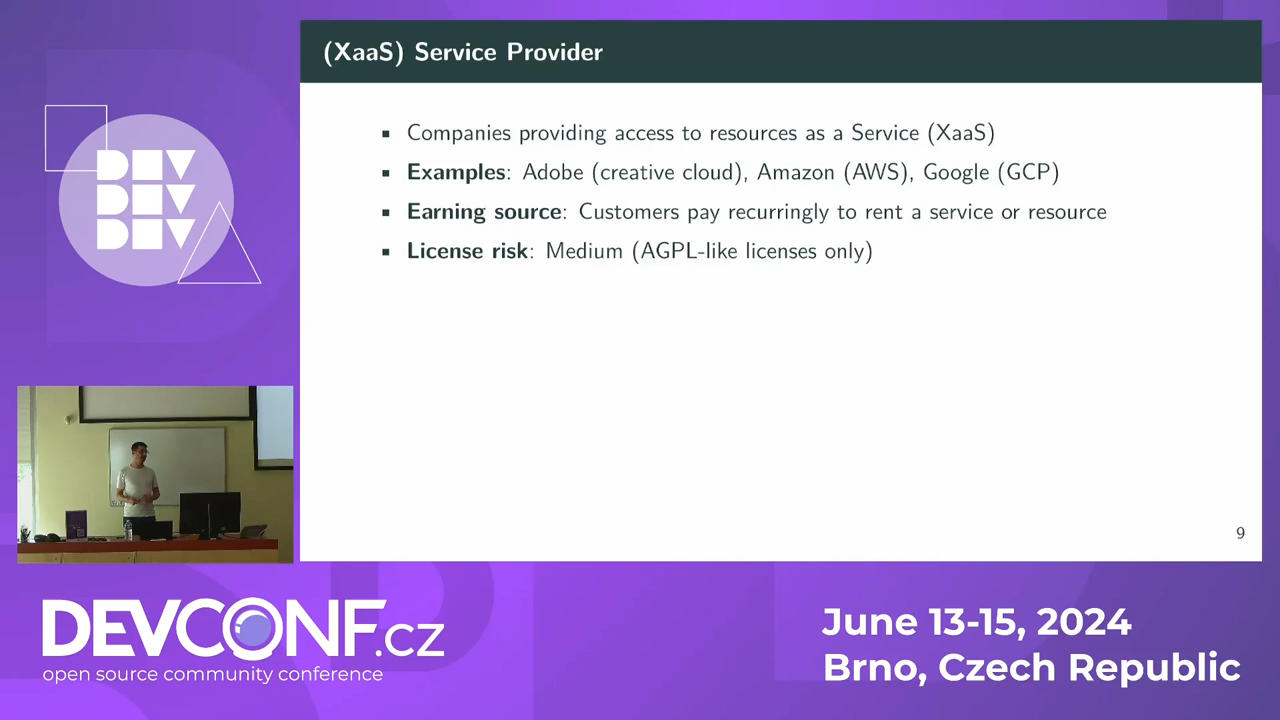 (XaaS) Service Provider
▪ Companies providing access to resources as a Service (XaaS)
▪ Examples: Adobe (creative cloud), Amazon (AWS), Google (GCP)
▪ Earning source: Customers pay recurringly to rent a service or resource
▪ License risk: Medium (AGPL-like licenses only)
9
DEV
DEV
DEV
DEVCONF.cz
open source community conference
June 13-15, 2024
Brno, Czech Republic